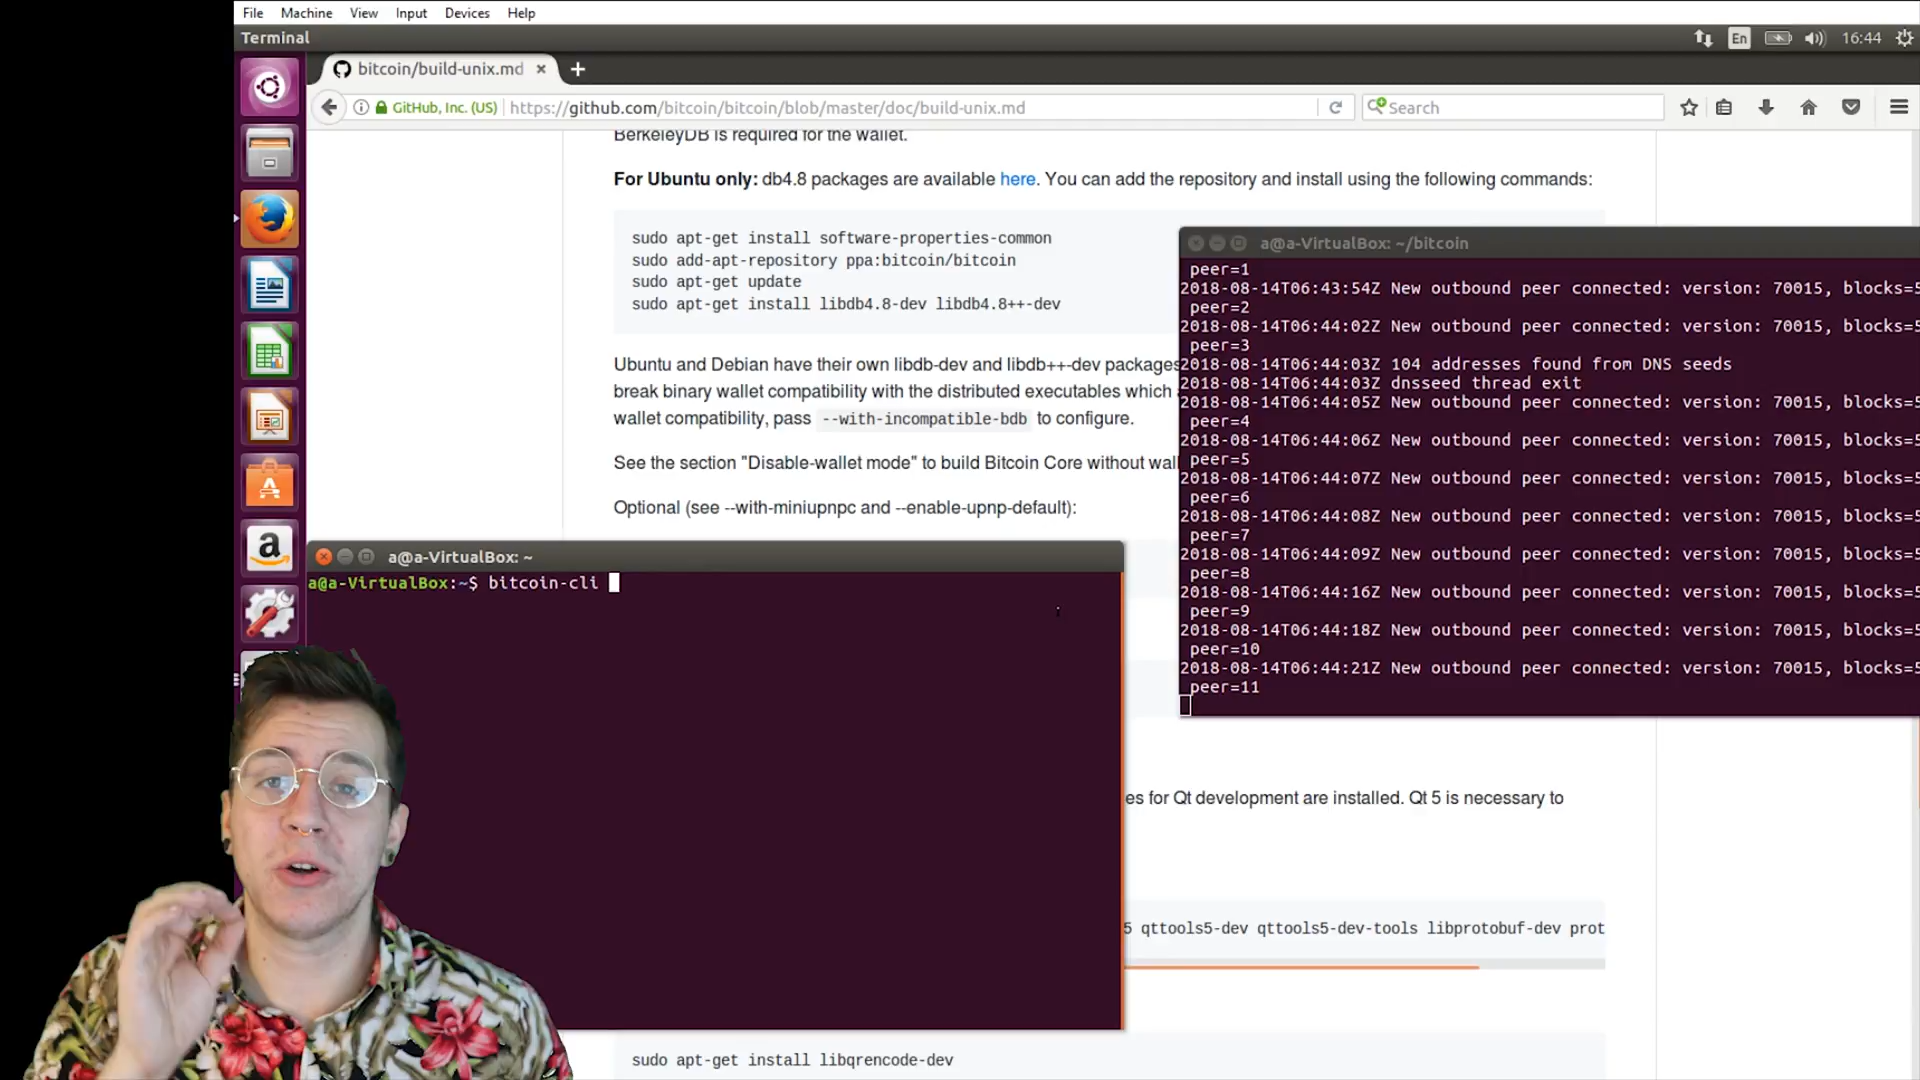 File Machine View Input Devices Help
Terminal
En
16:44
bitcoin/build-unix.md
GitHub, Inc. (US)
https://github.com/bitcoin/bitcoin/blob/master/doc/build-unix.md
Search
BerkeleyDB is required for the wallet.
For Ubuntu only: db4.8 packages are available here. You can add the repository and install using the following commands:
sudo apt-get install software-properties-common
sudo add-apt-repository ppa:bitcoin/bitcoin
sudo apt-get update
sudo apt-get install libdb4.8-dev libdb4.8++-dev
Ubuntu and Debian have their own libdb-dev and libdb++-dev packages
break binary wallet compatibility with the distributed executables which
wallet compatibility, pass --with-incompatible-bdb to configure.
See the section "Disable-wallet mode" to build Bitcoin Core without wal
Optional (see --with-miniupnpc and --enable-upnp-default):
a@a-VirtualBox: ~/bitcoin
peer=1
2018-08-14T06:43:54Z New outbound peer connected: version: 70015, blocks=5
peer=2
2018-08-14T06:44:02Z New outbound peer connected: version: 70015, blocks=5
peer=3
2018-08-14T06:44:03Z 104 addresses found from DNS seeds
2018-08-14T06:44:03Z dnsseed thread exit
2018-08-14T06:44:05Z New outbound peer connected: version: 70015, blocks=5
peer=4
2018-08-14T06:44:06Z New outbound peer connected: version: 70015, blocks=5
peer=5
2018-08-14T06:44:07Z New outbound peer connected: version: 70015, blocks=5
peer=6
2018-08-14T06:44:08Z New outbound peer connected: version: 70015, blocks=5
peer=7
2018-08-14T06:44:09Z New outbound peer connected: version: 70015, blocks=5
peer=8
2018-08-14T06:44:16Z New outbound peer connected: version: 70015, blocks=5
peer=9
2018-08-14T06:44:18Z New outbound peer connected: version: 70015, blocks=5
peer=10
2018-08-14T06:44:21Z New outbound peer connected: version: 70015, blocks=5
peer=11
a@a-VirtualBox: ~
a@a-VirtualBox:~$ bitcoin-cli
es for Qt development are installed. Qt 5 is necessary to
5 qttools5-dev qttools5-dev-tools libprotobuf-dev prot
sudo apt-get install libqrencode-dev